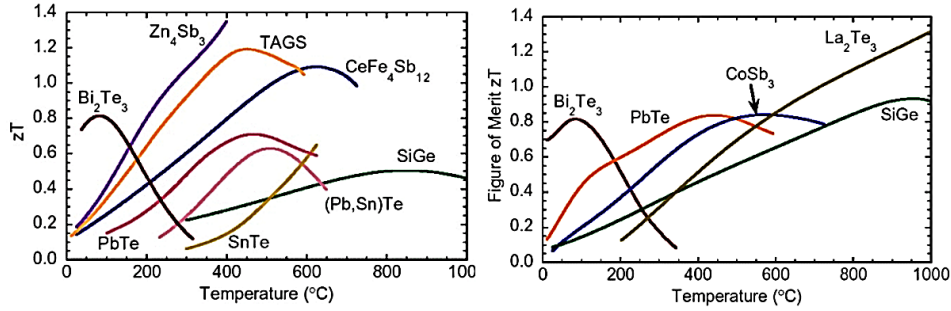 1.4
1.2
1.0
0.8
0.6
0.4
0.2
0.0
zT
Zn4Sb3
TAGS
CeFe4Sb12
Bi2Te3
SiGe
(Pb,Sn)Te
PbTe
SnTe
0 200 400 600 800 100
Temperature (°C)
1.4
1.2
1.0
0.8
0.6
0.4
0.2
0.0
Figure of Merit zT
La2Te3
CoSb3
Bi2Te3
PbTe
SiGe
0 200 400 600 800 1000
Temperature (°C)